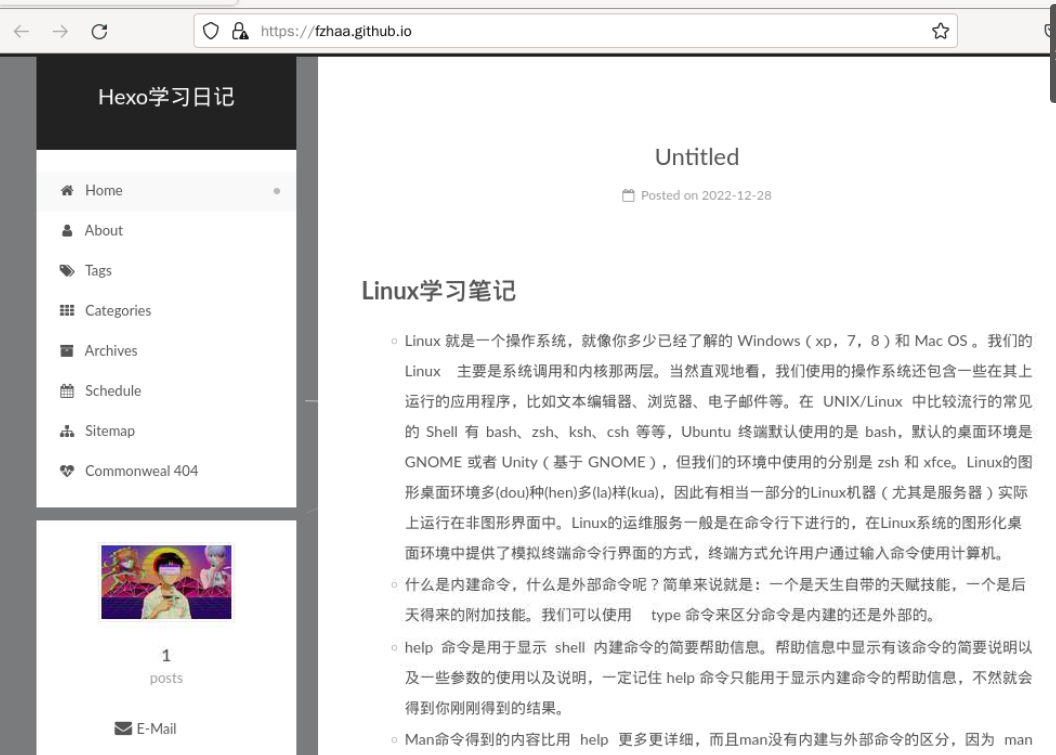 https://fzhaa.github.io
Hexo学习日记
Home
About
Tags
Categories
Archives
Schedule
Sitemap
Commonweal 404
1
posts
E-Mail
Untitled
Posted on 2022-12-28
Linux学习笔记
Linux 就是一个操作系统，就像你多少已经了解的 Windows（xp，7，8）和 Mac OS 。我们的
Linux 主要是系统调用和内核那两层。当然直观地看，我们使用的操作系统还包含一些在其上
运行的应用程序，比如文本编辑器、浏览器、电子邮件等。在 UNIX/Linux 中比较流行的常见
的 Shell 有 bash、zsh、ksh、csh 等等，Ubuntu 终端默认使用的是 bash，默认的桌面环境是
GNOME 或者 Unity（基于 GNOME），但我们的环境中使用的分别是 zsh 和 xfce。Linux的图
形桌面环境多(dou)种(hen)多(la)样(kua)，因此有相当一部分的Linux机器（尤其是服务器）实际
上运行在非图形界面中。Linux的运维服务一般是在命令行下进行的，在Linux系统的图形化桌
面环境中提供了模拟终端命令行界面的方式，终端方式允许用户通过输入命令使用计算机。
什么是内建命令，什么是外部命令呢？简单来说就是：一个是天生自带的天赋技能，一个是后
天得来的附加技能。我们可以使用 type 命令来区分命令是内建的还是外部的。
help 命令是用于显示 shell 内建命令的简要帮助信息。帮助信息中显示有该命令的简要说明以
及一些参数的使用以及说明，一定记住 help 命令只能用于显示内建命令的帮助信息，不然就会
得到你刚刚得到的结果。
Man命令得到的内容比用 help 更多更详细，而且man没有内建与外部命令的区分，因为 man